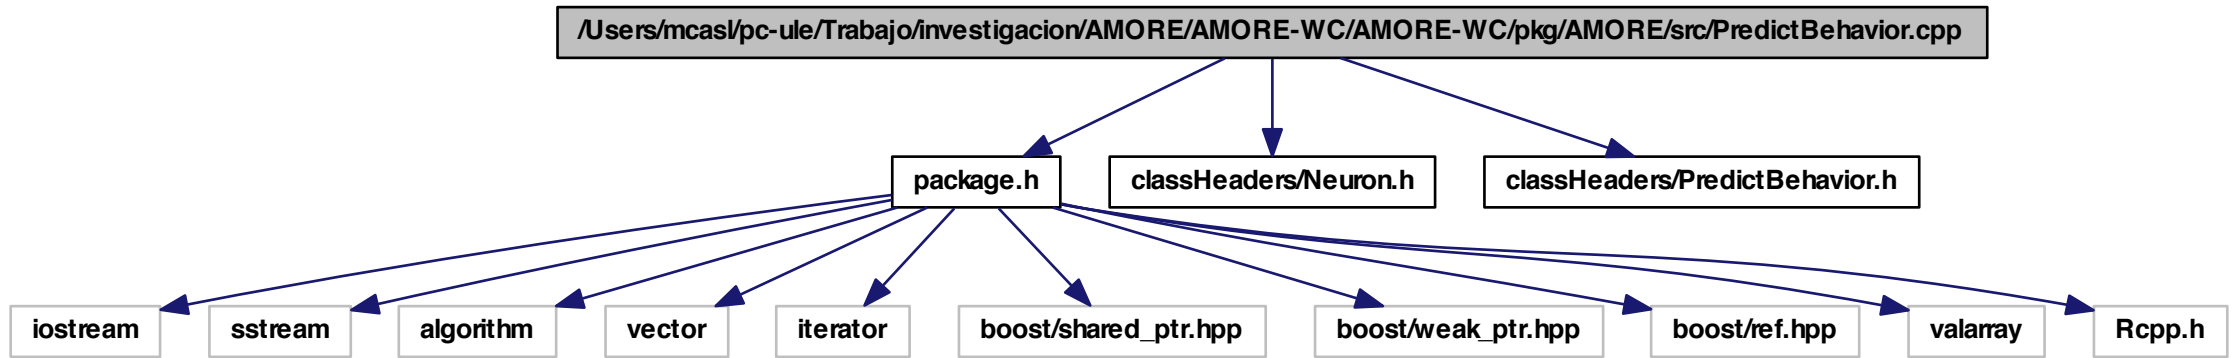 /Users/mcasl/pc-ule/Trabajo/investigacion/AMORE/AMORE-WC/AMORE-WC/pkg/AMORE/src/PredictBehavior.cpp
package.h
classHeaders/Neuron.h
classHeaders/PredictBehavior.h
iostream
sstream
algorithm
vector
iterator
boost/shared_ptr.hpp
boost/weak_ptr.hpp
boost/ref.hpp
valarray
Rcpp.h